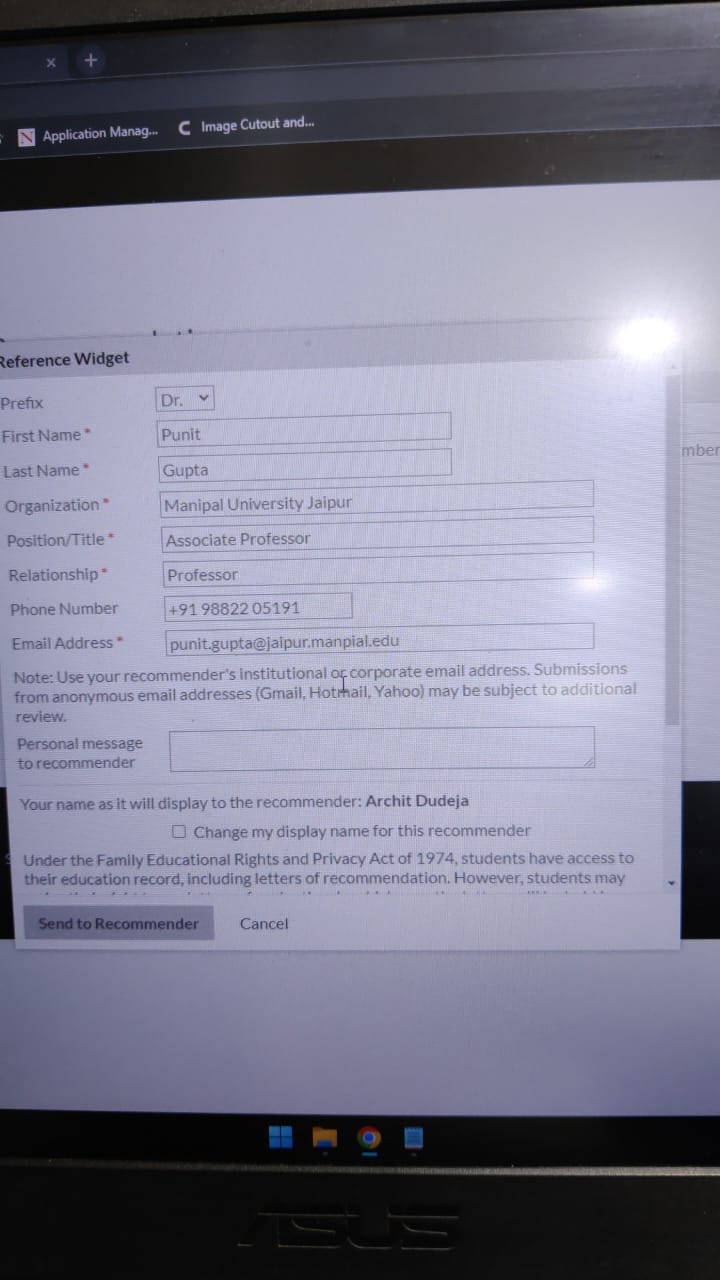 Application Manag...
Image Cutout and...
Reference Widget
Prefix
Dr.
First Name *
Punit
Last Name *
Gupta
Organization *
Manipal University Jaipur
Position/Title *
Associate Professor
Relationship *
Professor
Phone Number
+91 98822 05191
Email Address *
punit.gupta@jaipur.manpial.edu
Note: Use your recommender's institutional or corporate email address. Submissions
from anonymous email addresses (Gmail, Hotmail, Yahoo) may be subject to additional
review.
Personal message
to recommender
Your name as it will display to the recommender: Archit Dudeja
Change my display name for this recommender
Under the Family Educational Rights and Privacy Act of 1974, students have access to
their education record, including letters of recommendation. However, students may
Send to Recommender
Cancel
ASUS